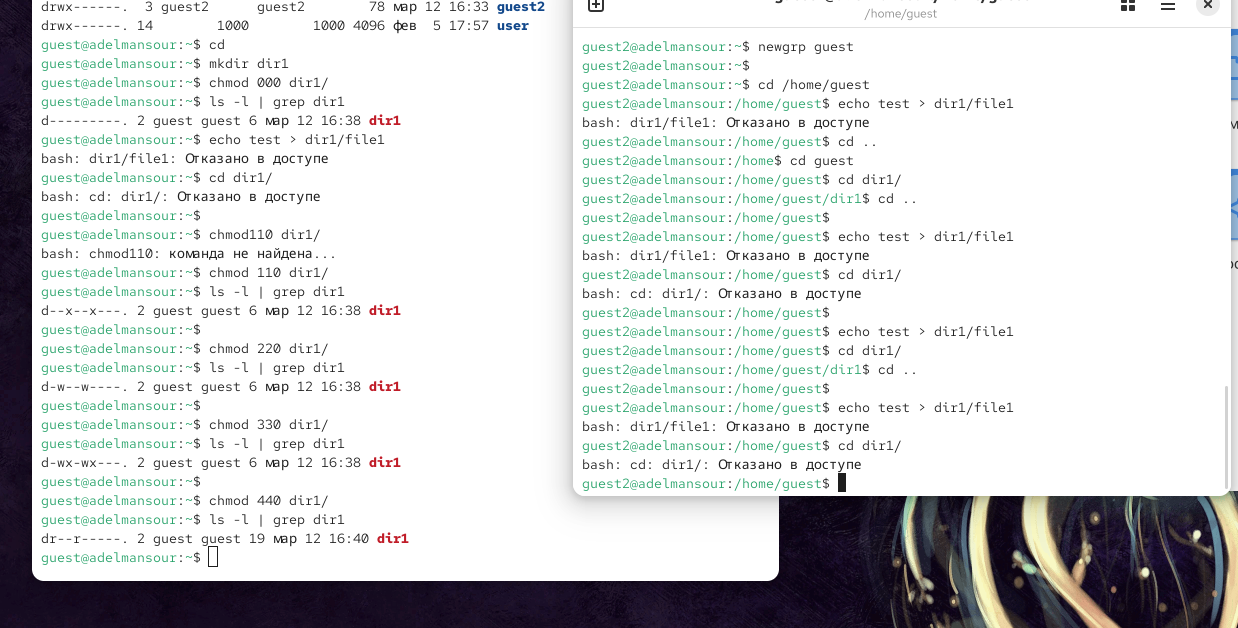 drwx------.  3 guest2      guest2        78 мар 12 16:33 guest2
drwx------. 14        1000        1000 4096 фев  5 17:57 user
guest@adelmansour:~$ cd
guest@adelmansour:~$ mkdir dir1
guest@adelmansour:~$ chmod 000 dir1/
guest@adelmansour:~$ ls -l | grep dir1
d---------. 2 guest guest 6 мар 12 16:38 dir1
guest@adelmansour:~$ echo test > dir1/file1
bash: dir1/file1: Отказано в доступе
guest@adelmansour:~$ cd dir1/
bash: cd: dir1/: Отказано в доступе
guest@adelmansour:~$
guest@adelmansour:~$ chmod110 dir1/
bash: chmod110: команда не найдена...
guest@adelmansour:~$ chmod 110 dir1/
guest@adelmansour:~$ ls -l | grep dir1
d--x--x---. 2 guest guest 6 мар 12 16:38 dir1
guest@adelmansour:~$
guest@adelmansour:~$ chmod 220 dir1/
guest@adelmansour:~$ ls -l | grep dir1
d-w--w----. 2 guest guest 6 мар 12 16:38 dir1
guest@adelmansour:~$
guest@adelmansour:~$ chmod 330 dir1/
guest@adelmansour:~$ ls -l | grep dir1
d-wx-wx---. 2 guest guest 6 мар 12 16:38 dir1
guest@adelmansour:~$
guest@adelmansour:~$ chmod 440 dir1/
guest@adelmansour:~$ ls -l | grep dir1
dr--r-----. 2 guest guest 19 мар 12 16:40 dir1
guest@adelmansour:~$
/home/guest
guest2@adelmansour:~$ newgrp guest
guest2@adelmansour:~$
guest2@adelmansour:~$ cd /home/guest
guest2@adelmansour:/home/guest$ echo test > dir1/file1
bash: dir1/file1: Отказано в доступе
guest2@adelmansour:/home/guest$ cd ..
guest2@adelmansour:/home$ cd guest
guest2@adelmansour:/home/guest$ cd dir1/
guest2@adelmansour:/home/guest/dir1$ cd ..
guest2@adelmansour:/home/guest$
guest2@adelmansour:/home/guest$ echo test > dir1/file1
bash: dir1/file1: Отказано в доступе
guest2@adelmansour:/home/guest$ cd dir1/
bash: cd: dir1/: Отказано в доступе
guest2@adelmansour:/home/guest$
guest2@adelmansour:/home/guest$ echo test > dir1/file1
guest2@adelmansour:/home/guest$ cd dir1/
guest2@adelmansour:/home/guest/dir1$ cd ..
guest2@adelmansour:/home/guest$
guest2@adelmansour:/home/guest$ echo test > dir1/file1
bash: dir1/file1: Отказано в доступе
guest2@adelmansour:/home/guest$ cd dir1/
bash: cd: dir1/: Отказано в доступе
guest2@adelmansour:/home/guest$